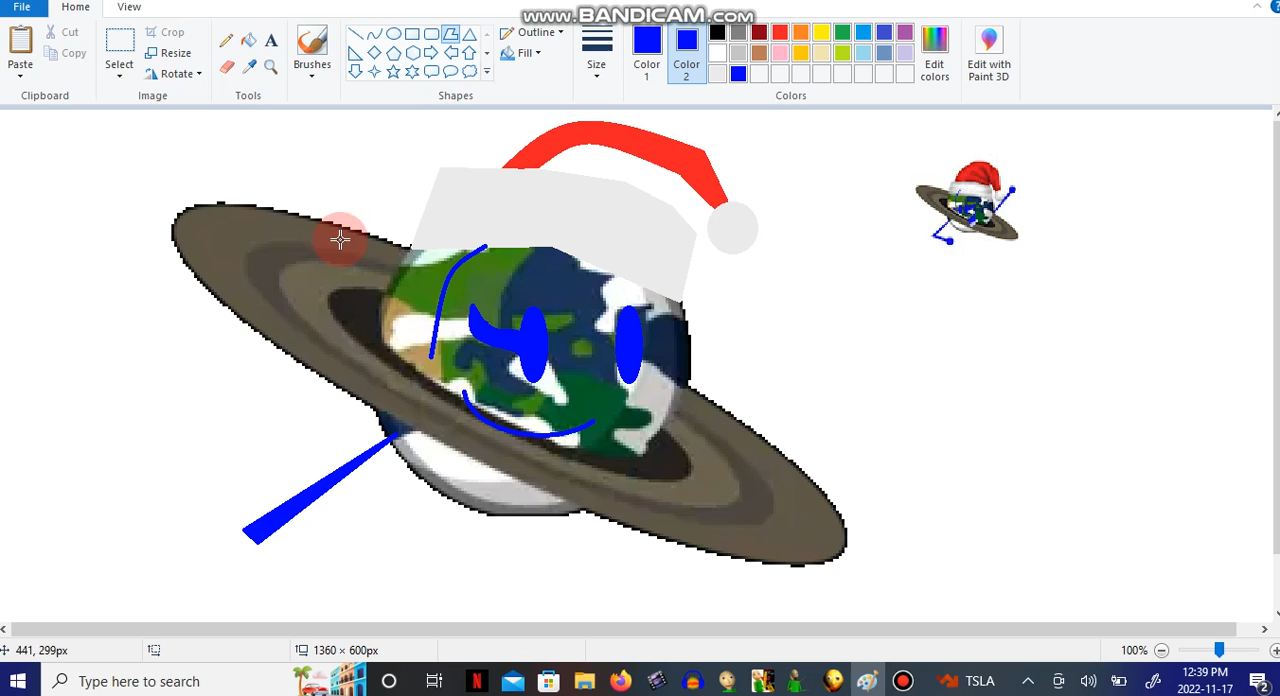 www.BANDICAM.com
File Home View
Paste Cut Copy Clipboard
Select Crop Resize Rotate Image
A Tools
Brushes
Shapes Outline Fill
Size
Color 1
Color 2
Colors
Edit colors
Edit with Paint 3D
441, 299px
1360 × 600px
100%
Type here to search
N
TSLA
12:39 PM
2022-11-17